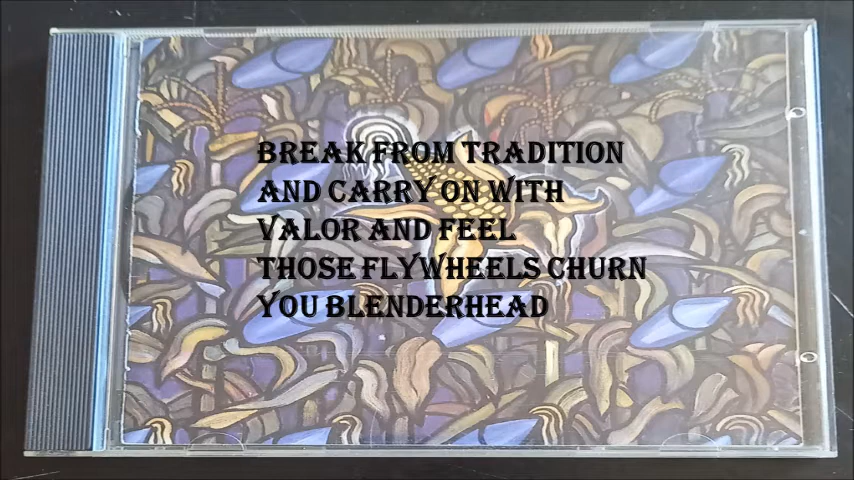 BREAK FROM TRADITION
AND CARRY ON WITH
VALOR AND FEEL
THOSE FLYWHEELS CHURN
YOU BLENDERHEAD